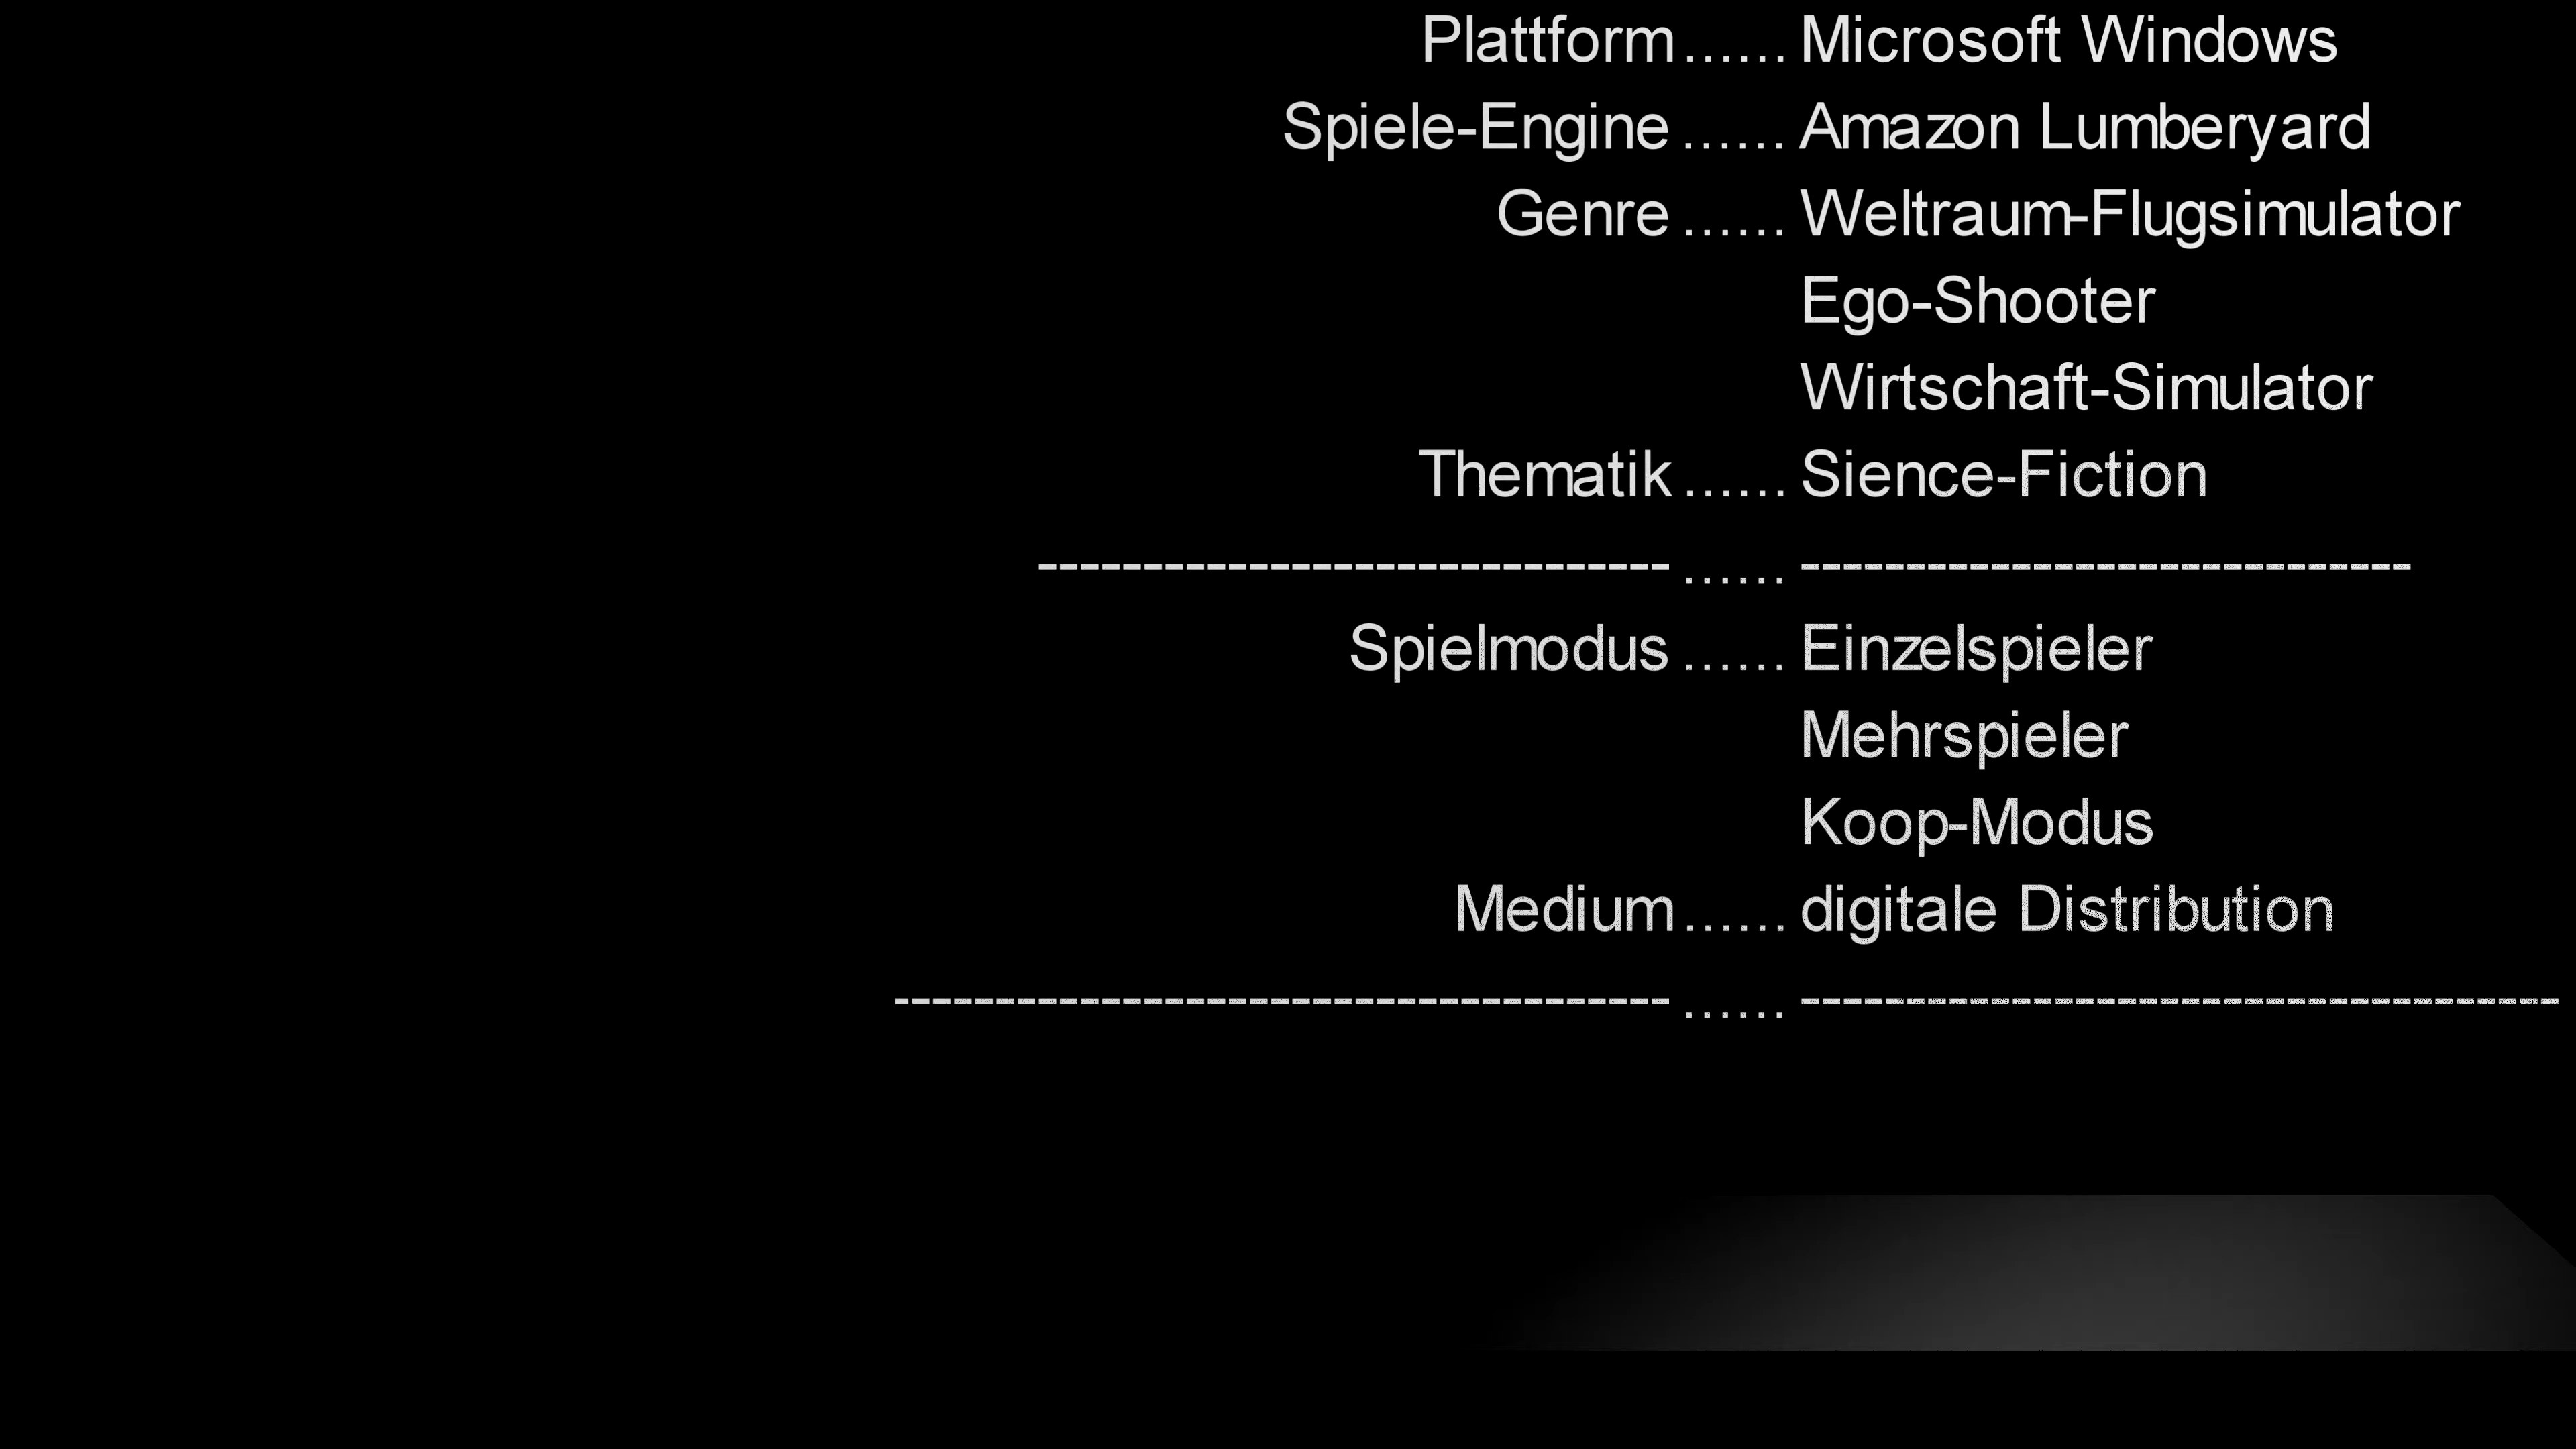 Plattform ...... Microsoft Windows
Spiele-Engine ...... Amazon Lumberyard
Genre ...... Weltraum-Flugsimulator
Ego-Shooter
Wirtschaft-Simulator
Thematik ...... Sience-Fiction
------------------------------ ...... -----------------------------
Spielmodus ...... Einzelspieler
Mehrspieler
Koop-Modus
Medium ...... digitale Distribution
------------------------------------- ...... ------------------------------------